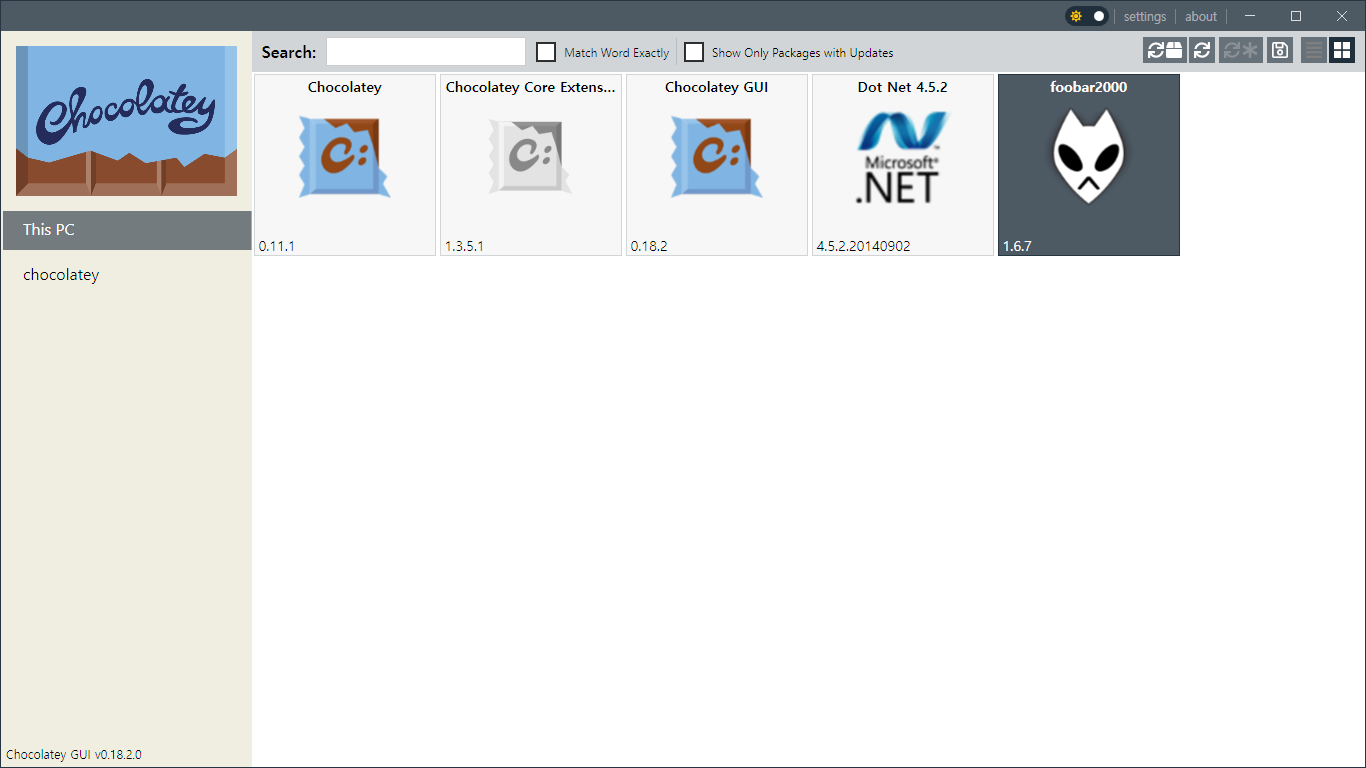 settings
about
Chocolatey
Search:
Match Word Exactly
Show Only Packages with Updates
This PC
chocolatey
Chocolatey
C:
0.11.1
Chocolatey Core Extens...
C:
1.3.5.1
Chocolatey GUI
C:
0.18.2
Dot Net 4.5.2
Microsoft®
.NET
4.5.2.20140902
foobar2000
1.6.7
Chocolatey GUI v0.18.2.0